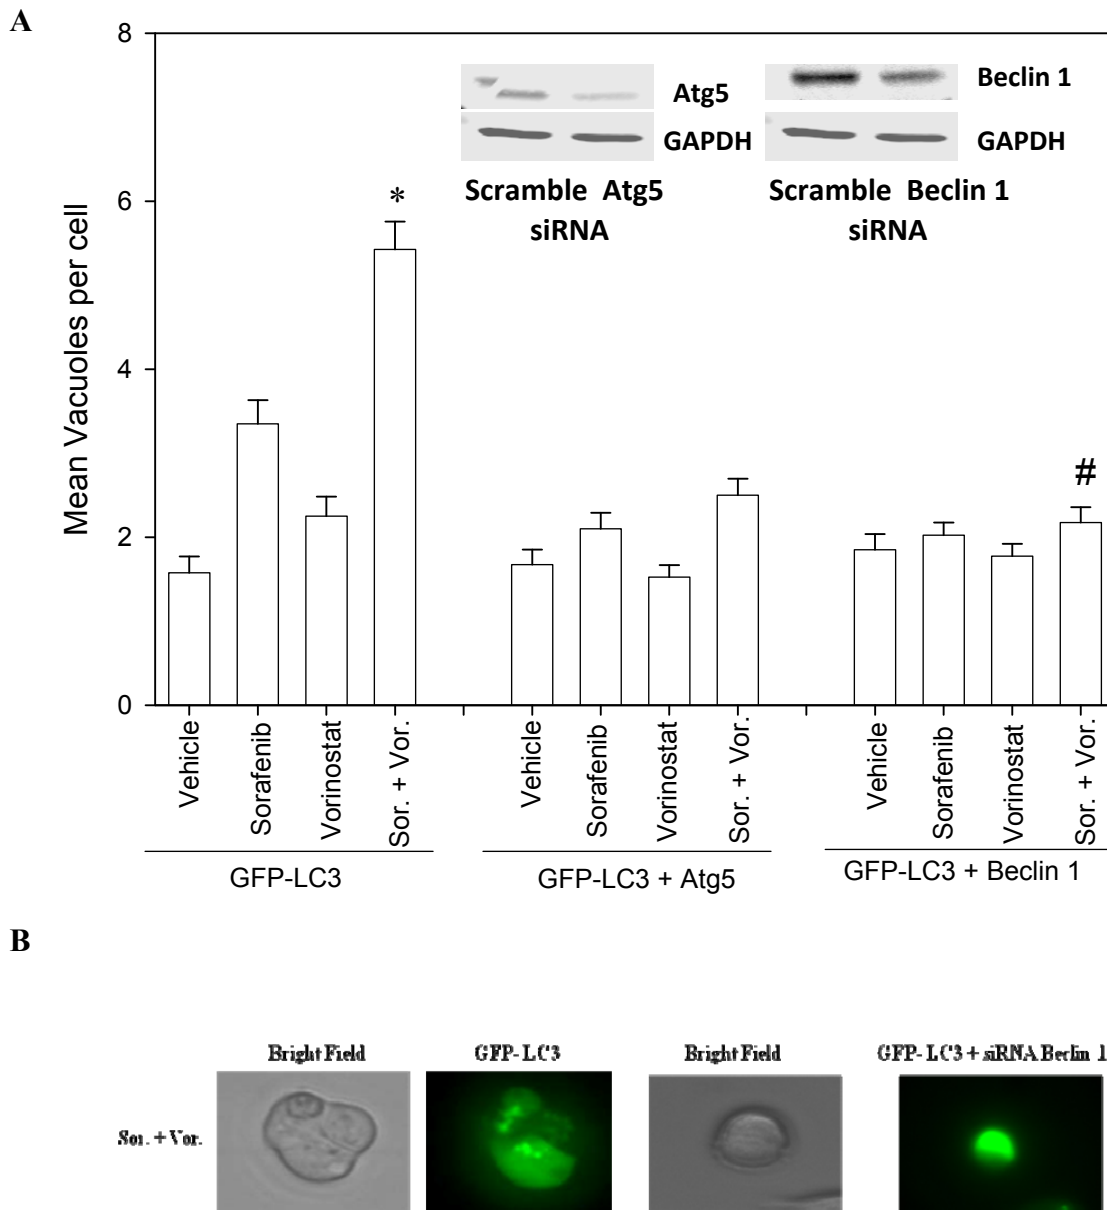 A
8
6
4
2
0
Mean Vacuoles per cell
*
#
Atg5
GAPDH
Scramble Atg5
siRNA
Beclin 1
GAPDH
Scramble Beclin 1
siRNA
Vehicle
Sorafenib
Vorinostat
Sor. + Vor.
Vehicle
Sorafenib
Vorinostat
Sor. + Vor.
Vehicle
Sorafenib
Vorinostat
Sor. + Vor.
GFP-LC3
GFP-LC3 + Atg5
GFP-LC3 + Beclin 1
B
Bright Field
GFP-LC3
Bright Field
GFP-LC3 + siRNA Beclin 1
Sor. + Vor.